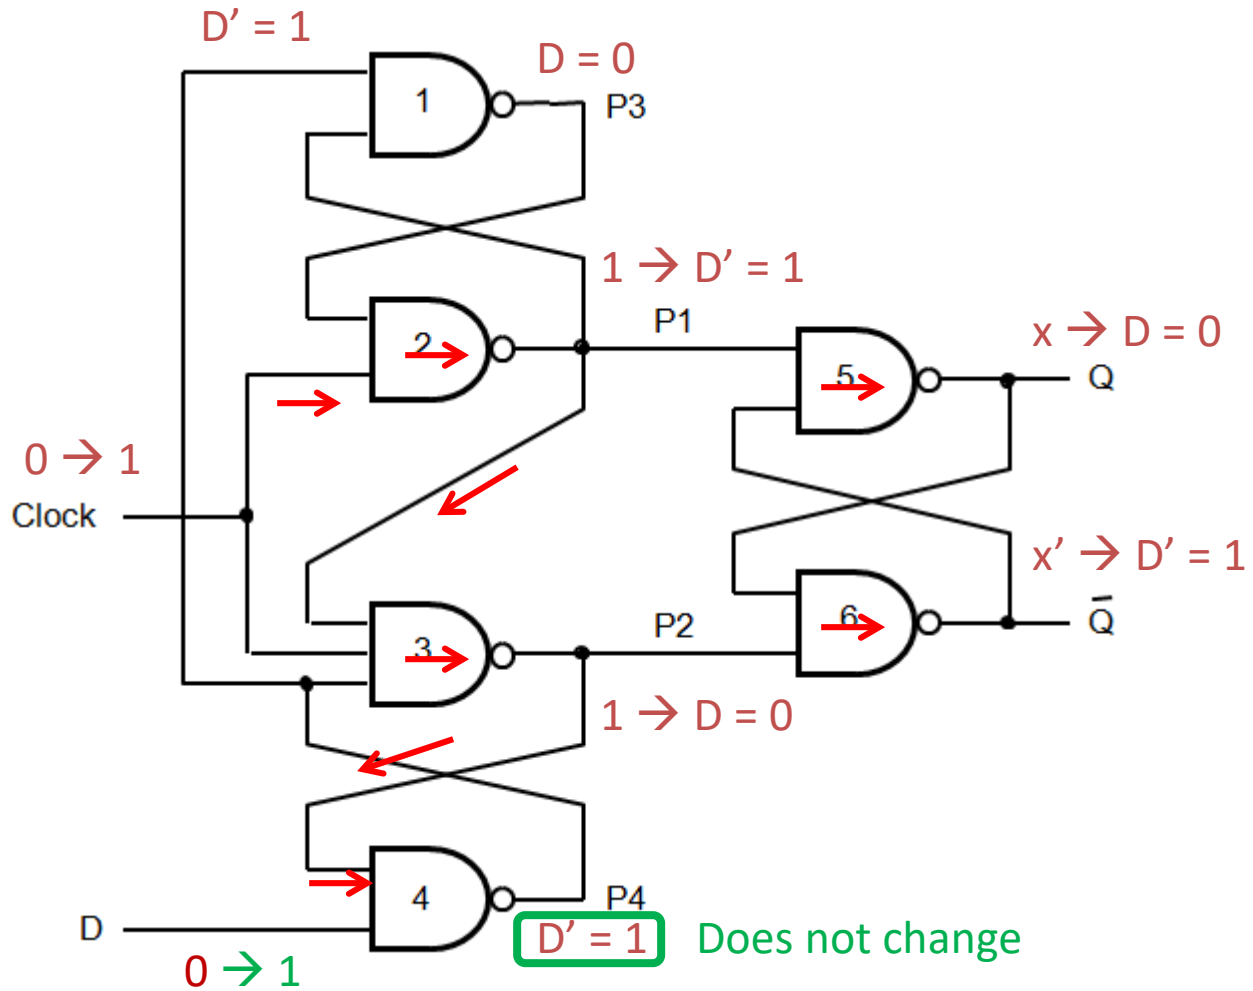 D’ = 1
D = 0
1
P3
1 → D’ = 1
P1
2
x → D = 0
5
Q
0 → 1
Clock
x’ → D’ = 1
Q̅
P2
3
6
1 → D = 0
4
P4
D
D’ = 1
Does not change
0 → 1